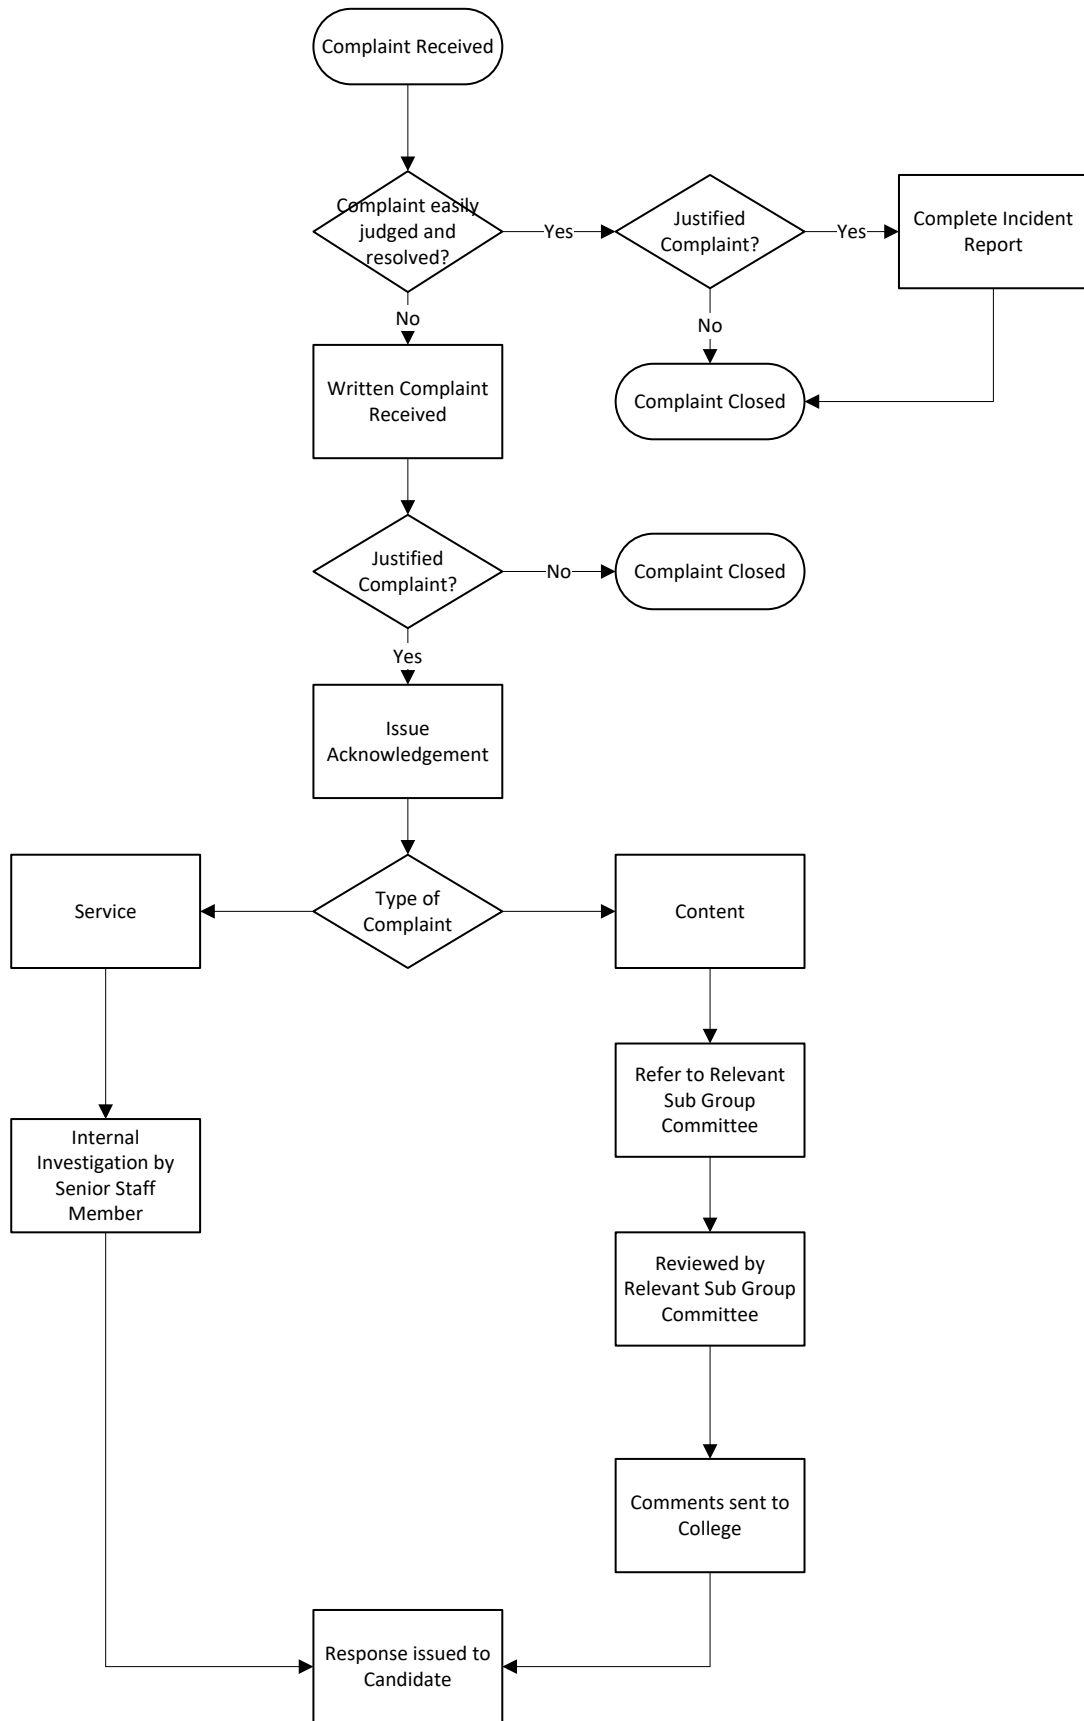 Complaint Received
Complaint easily
judged and
resolved?
Yes
Justified
Complaint?
Yes
Complete Incident
Report
No
No
Written Complaint
Received
Complaint Closed
Justified
Complaint?
No
Complaint Closed
Yes
Issue
Acknowledgement
Service
Type of
Complaint
Content
Refer to Relevant
Sub Group
Committee
Internal
Investigation by
Senior Staff
Member
Reviewed by
Relevant Sub Group
Committee
Comments sent to
College
Response issued to
Candidate